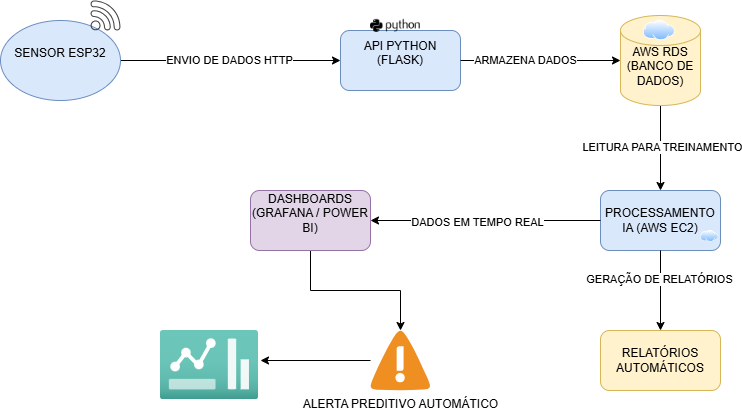 SENSOR ESP32
ENVIO DE DADOS HTTP
python
API PYTHON
(FLASK)
ARMAZENA DADOS
AWS RDS
(BANCO DE
DADOS)
LEITURA PARA TREINAMENTO
DASHBOARDS
(GRAFANA / POWER
BI)
DADOS EM TEMPO REAL
PROCESSAMENTO
IA (AWS EC2)
GERAÇÃO DE RELATÓRIOS
RELATÓRIOS
AUTOMÁTICOS
ALERTA PREDITIVO AUTOMÁTICO